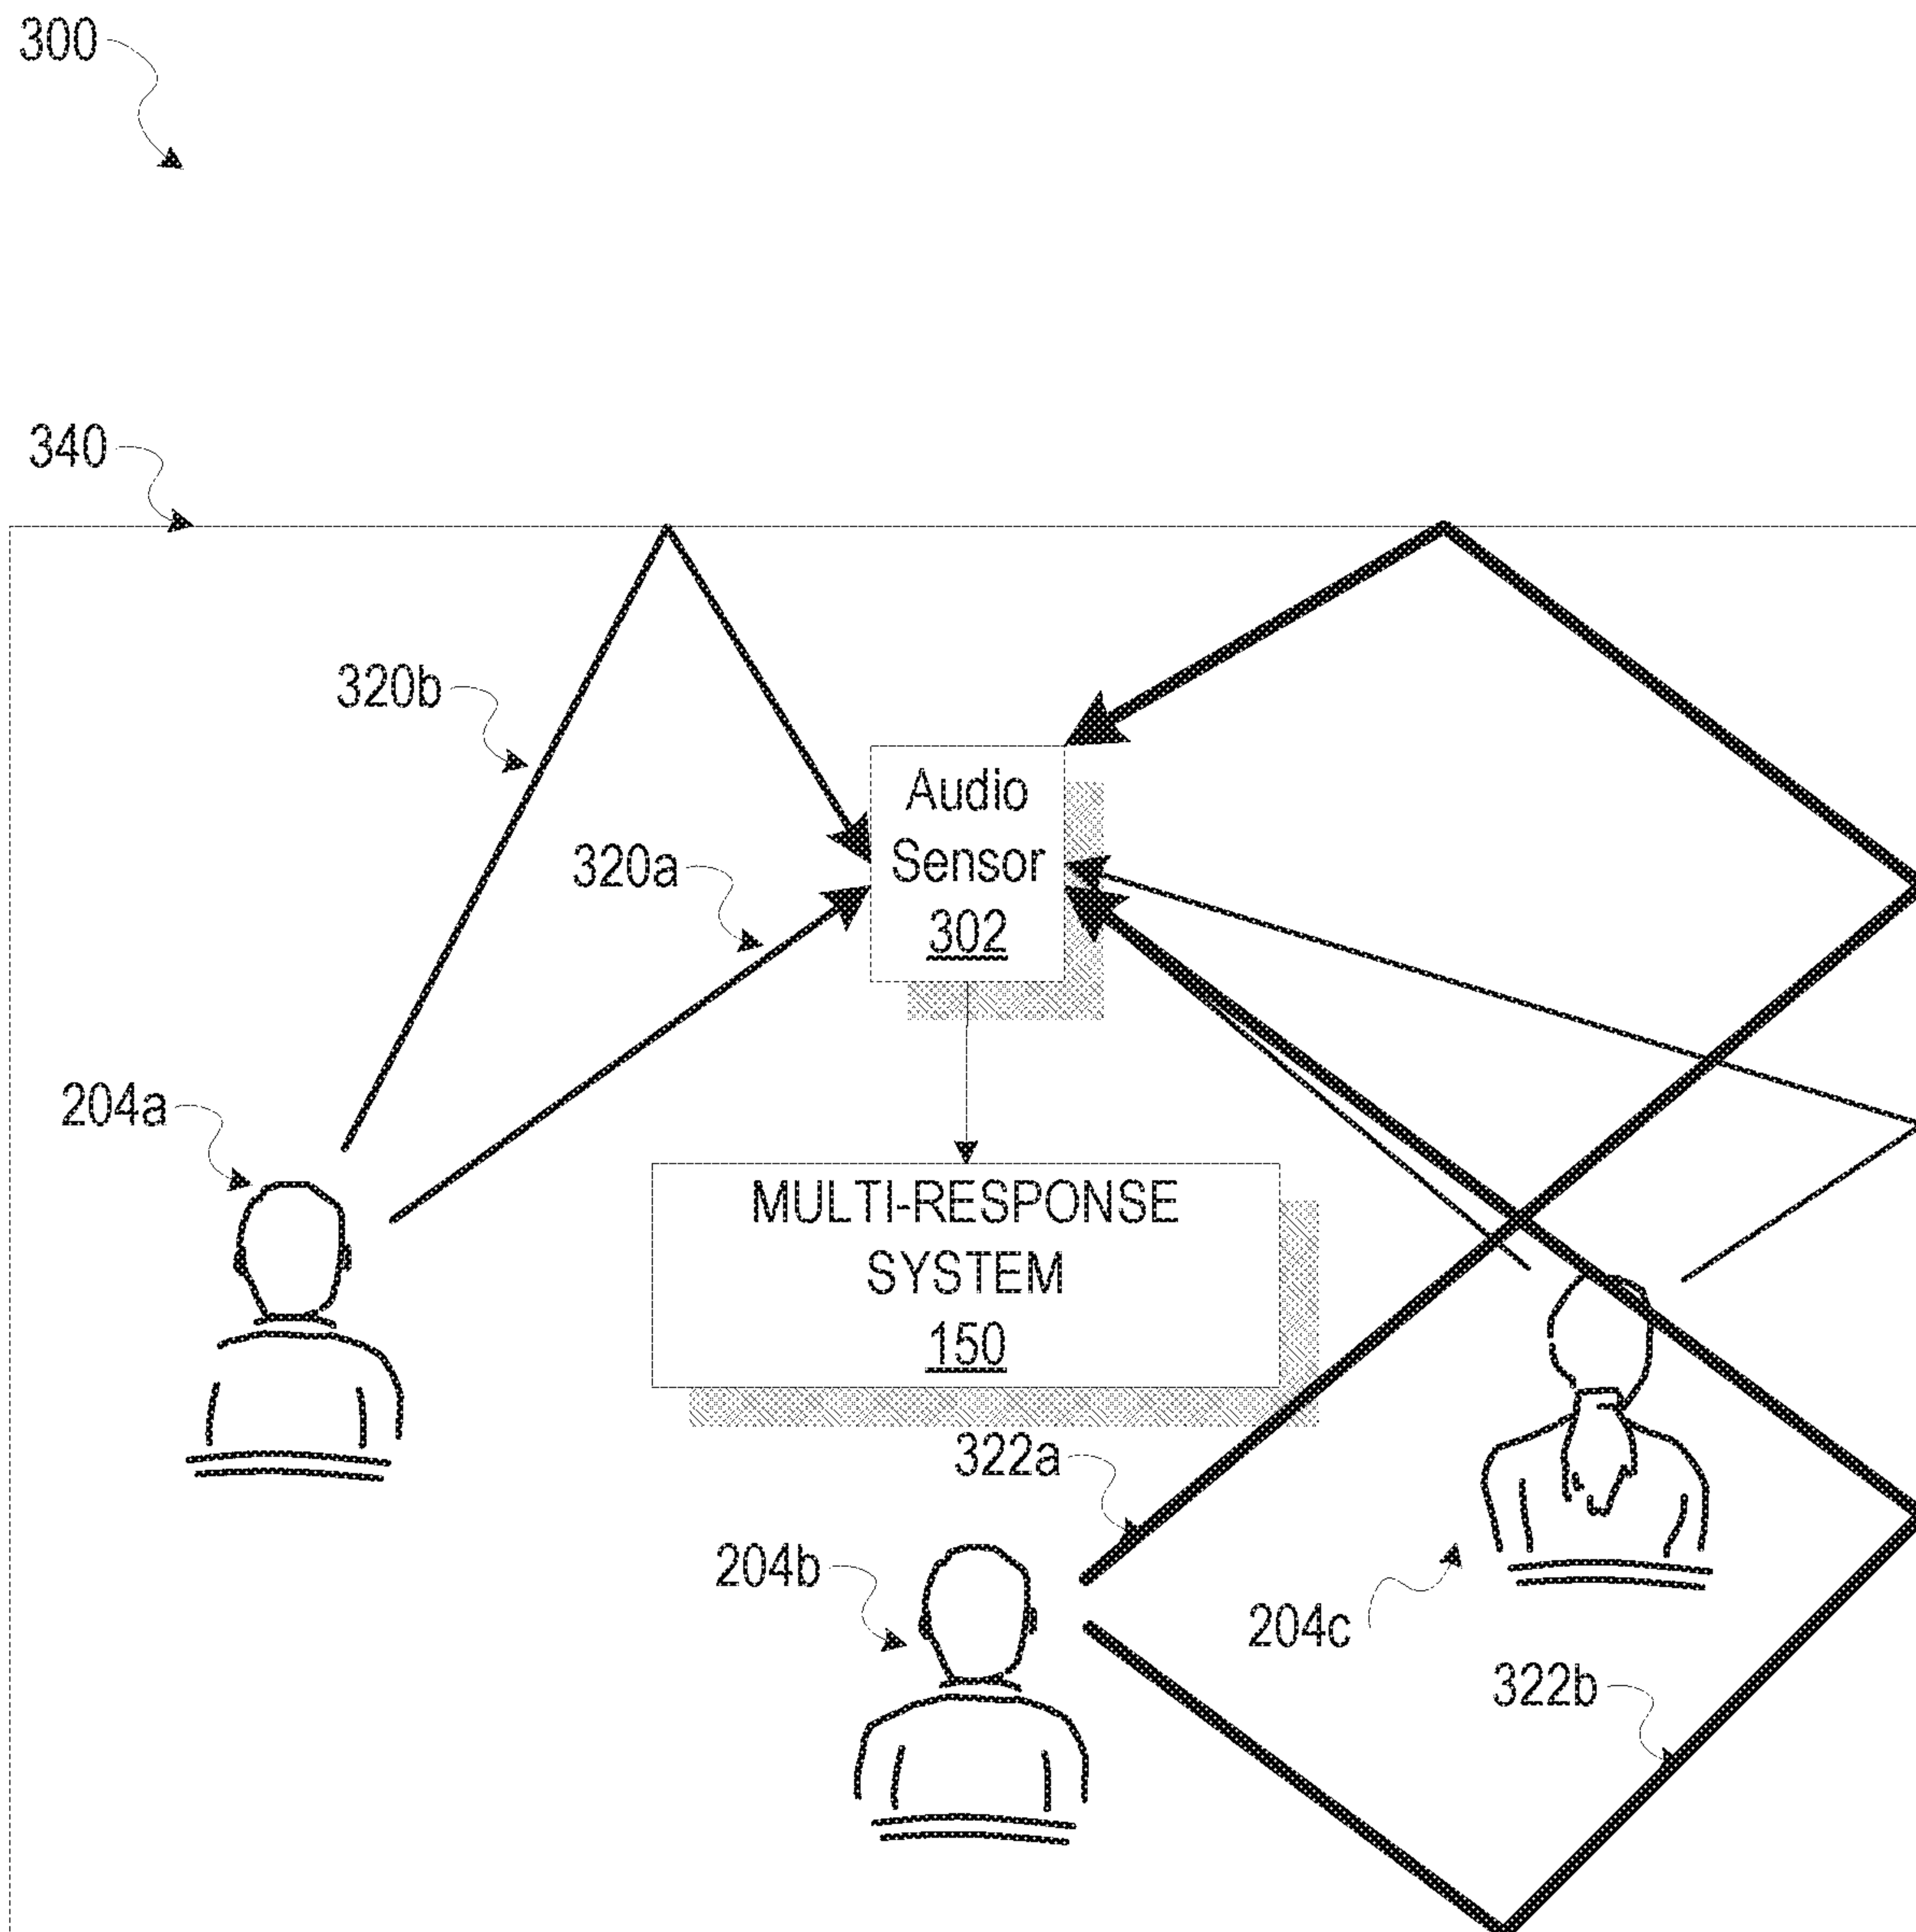 300
340
320b
320a
Audio
Sensor
302
204a
MULTI-RESPONSE
SYSTEM
150
322a
204b
204c
322b